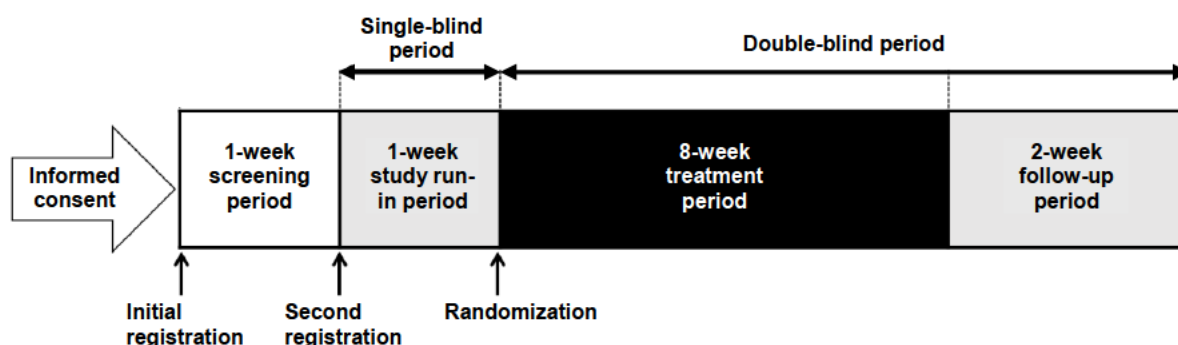 Single-blind
period
Double-blind period
Informed
consent
1-week
screening
period
1-week
study run-
in period
8-week
treatment
period
2-week
follow-up
period
Initial
registration
Second
registration
Randomization